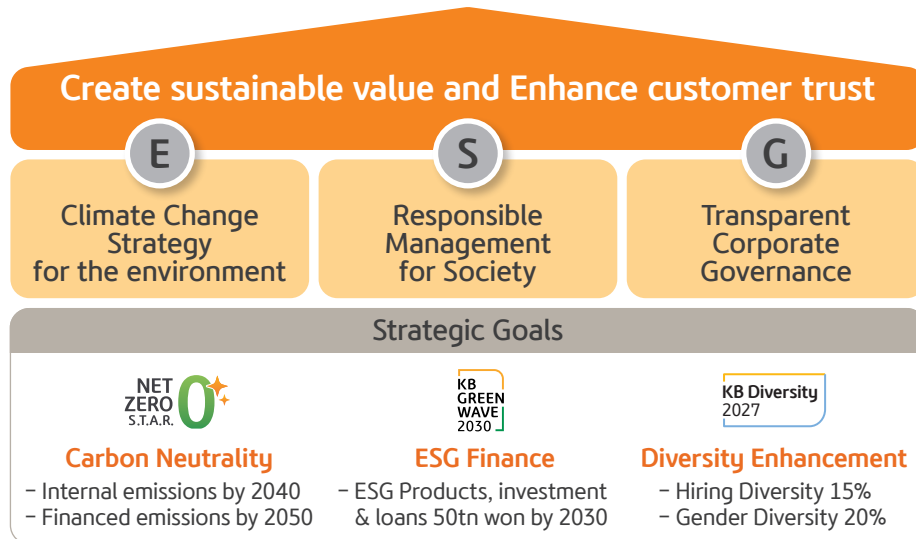 Create sustainable value and Enhance customer trust
E
Climate Change
Strategy
for the environment
S
Responsible
Management
for Society
G
Transparent
Corporate
Governance
Strategic Goals
NET
ZERO
S.T.A.R.
0
Carbon Neutrality
– Internal emissions by 2040
– Financed emissions by 2050
KB
GREEN
WAVE
2030
ESG Finance
– ESG Products, investment
& loans 50tn won by 2030
KB Diversity
2027
Diversity Enhancement
– Hiring Diversity 15%
– Gender Diversity 20%